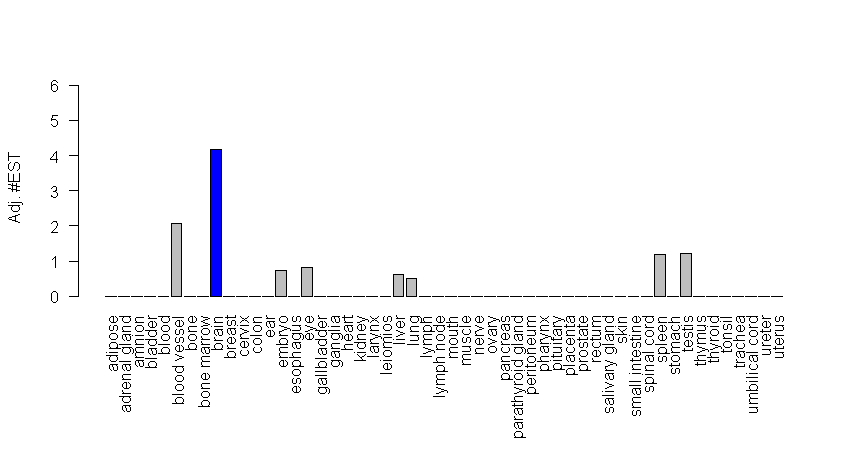 6
5
4
3
2
1
0
Adj. #EST
adipose
adrenal gland
amnion
bladder
blood
blood vessel
bone
bone marrow
brain
breast
cervix
colon
ear
embryo
esophagus
eye
gallbladder
ganglia
heart
kidney
larynx
leiomios
liver
lung
lymph
lymph node
mouth
muscle
nerve
ovary
pancreas
parathyroid gland
peritoneum
pharynx
pituitary
placenta
prostate
rectum
salivary gland
skin
small intestine
spinal cord
spleen
stomach
testis
thymus
thyroid
tonsil
trachea
umbilical cord
ureter
uterus